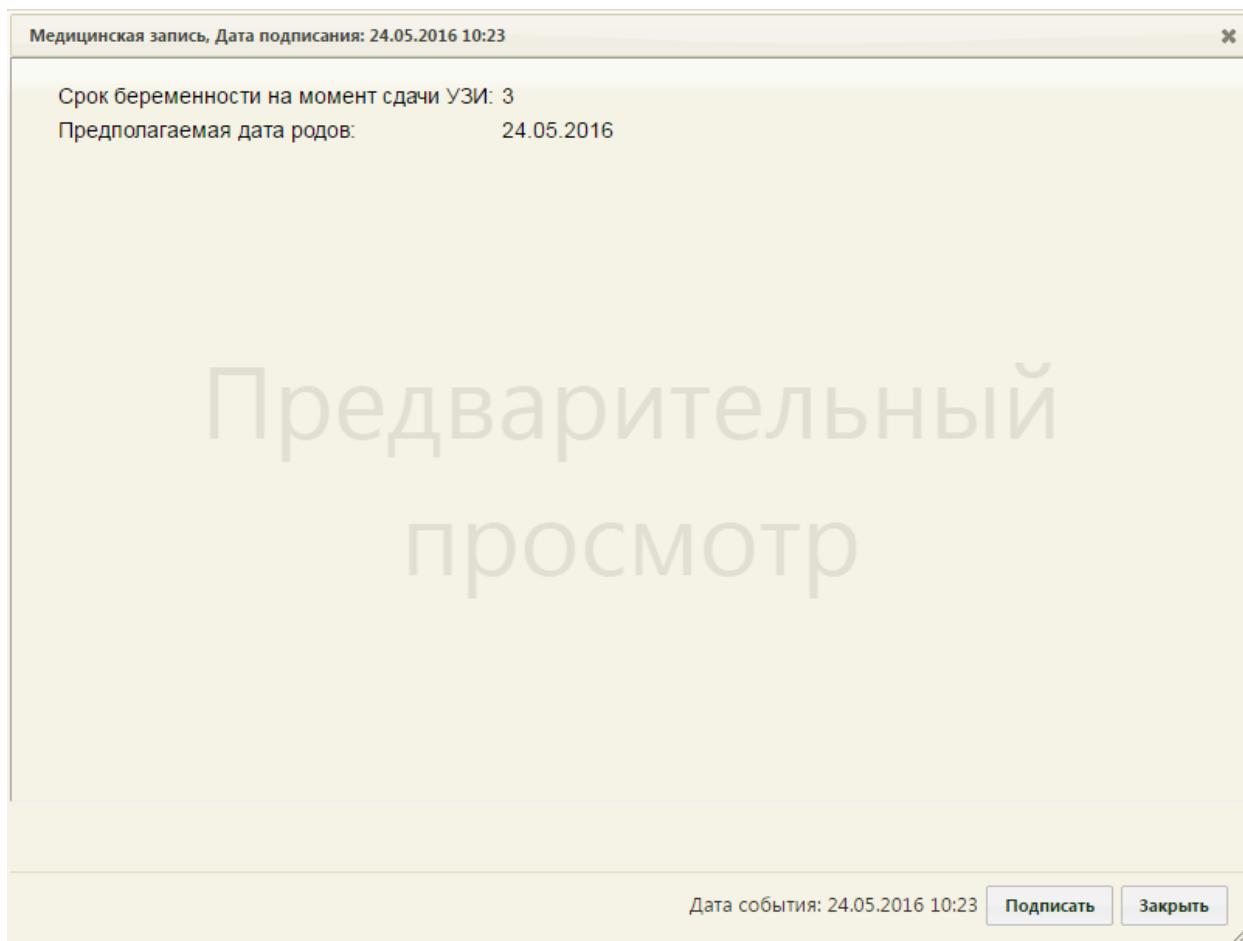 Медицинская запись, Дата подписания: 24.05.2016 10:23
Срок беременности на момент сдачи УЗИ: 3
Предполагаемая дата родов: 24.05.2016
Предварительный
просмотр
Дата события: 24.05.2016 10:23 Подписать Закрыть